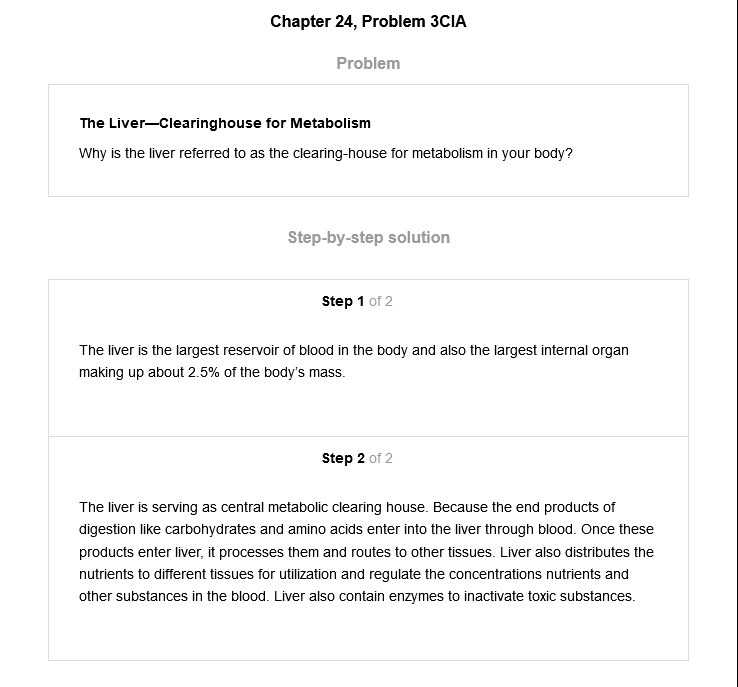 Chapter 24, Problem 3CIA
Problem
The Liver—Clearinghouse for Metabolism
Why is the liver referred to as the clearing-house for metabolism in your body?
Step-by-step solution
Step 1 of 2
The liver is the largest reservoir of blood in the body and also the largest internal organ
making up about 2.5% of the body’s mass.
Step 2 of 2
The liver is serving as central metabolic clearing house. Because the end products of
digestion like carbohydrates and amino acids enter into the liver through blood. Once these
products enter liver, it processes them and routes to other tissues. Liver also distributes the
nutrients to different tissues for utilization and regulate the concentrations nutrients and
other substances in the blood. Liver also contain enzymes to inactivate toxic substances.